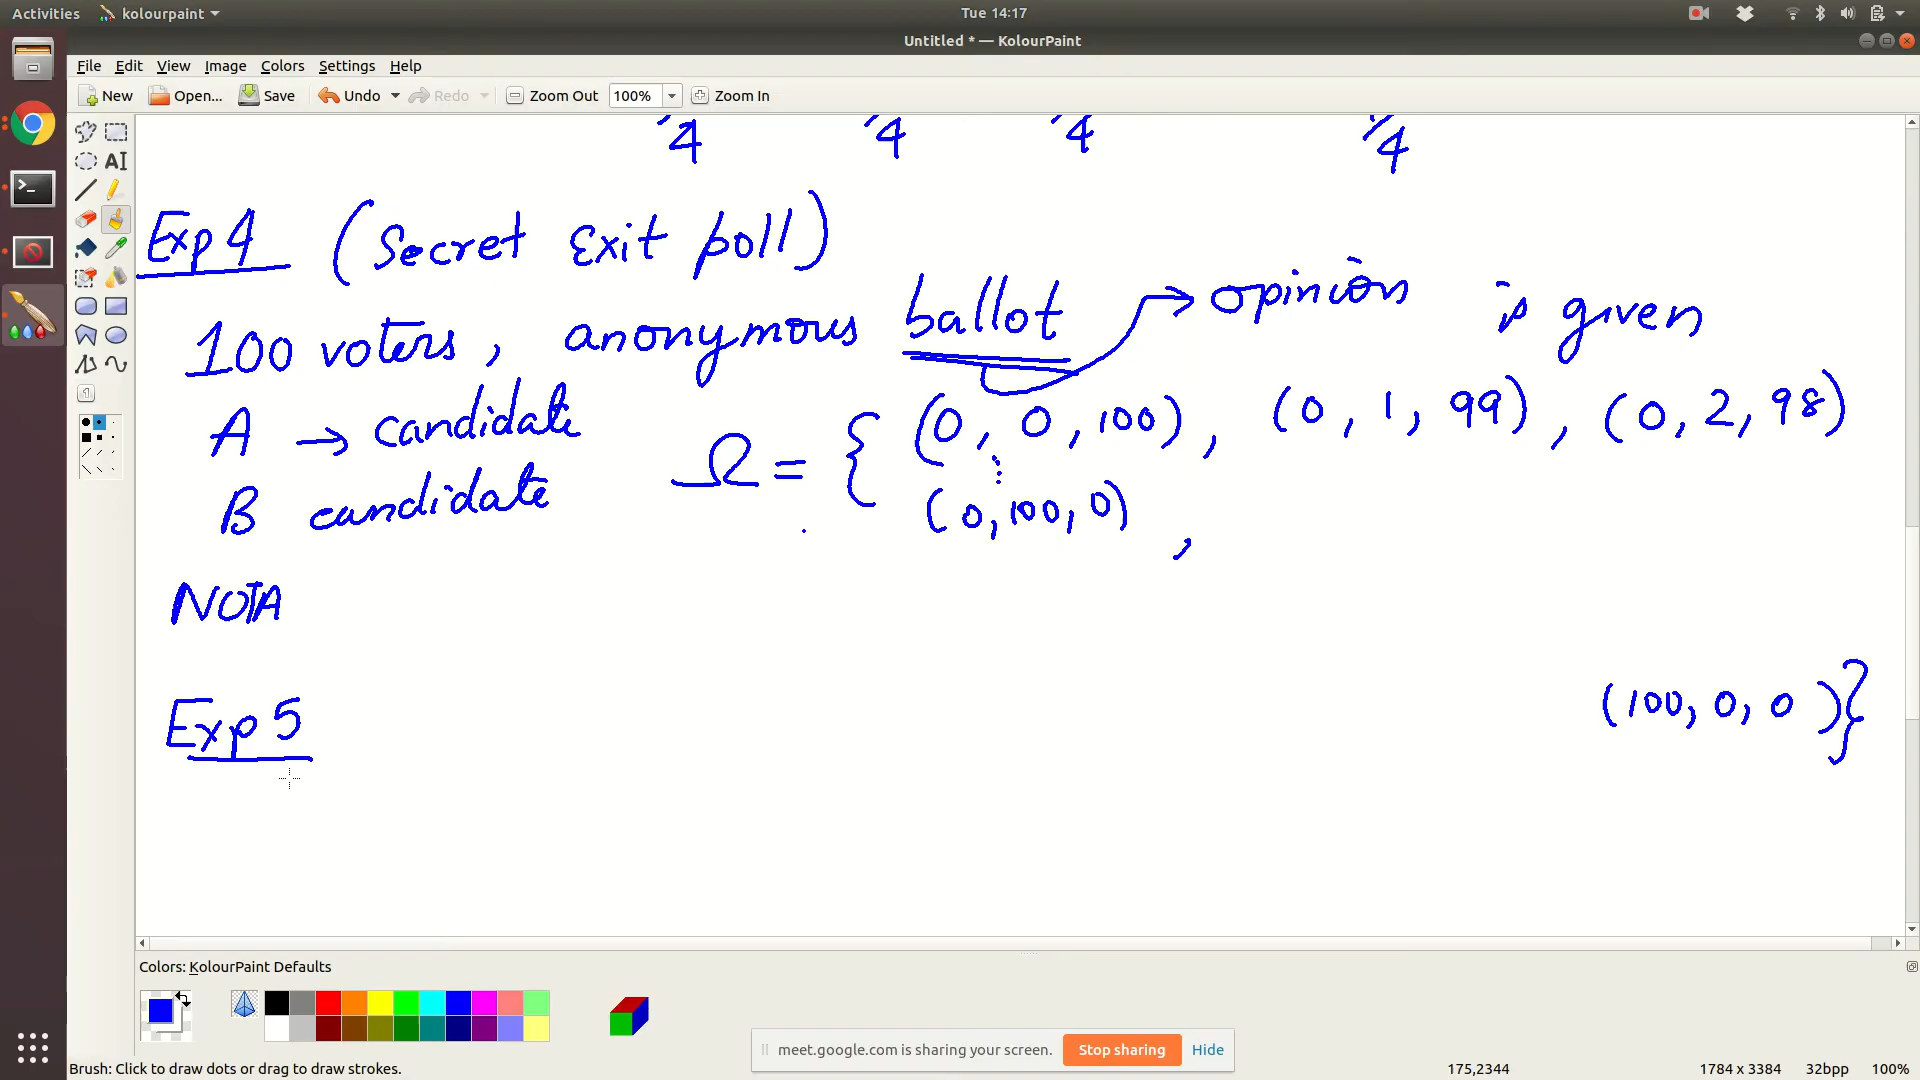 Activities kolourpaint Tue 14:17
Untitled * — KolourPaint
File Edit View Image Colors Settings Help
New Open... Save Undo Redo Zoom Out 100% Zoom In
4 4 4 1/4
Exp 4 (Secret Exit poll)
100 voters, anonymous ballot → opinion is given
A → candidate
Ω = { (0, 0, 100), (0, 1, 99), (0, 2, 98)
⋮
B candidate
(0, 100, 0) ,
NOTA
Exp 5
(100, 0, 0)}
Colors: KolourPaint Defaults
meet.google.com is sharing your screen. Stop sharing Hide
Brush: Click to draw dots or drag to draw strokes. 175,2344 1784 x 3384 32bpp 100%